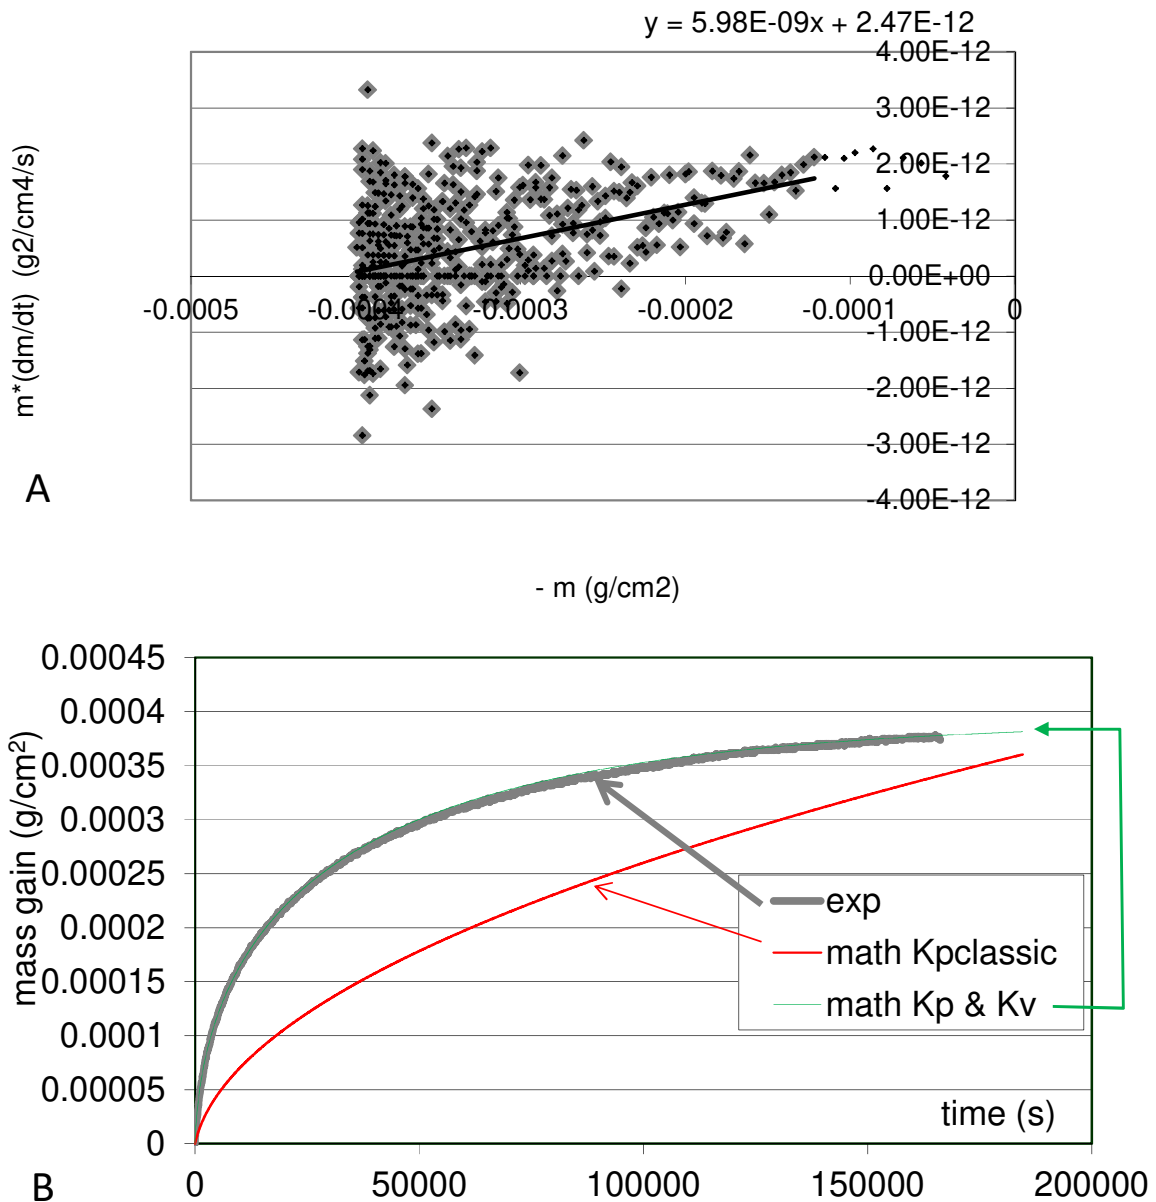 y = 5.98E-09x + 2.47E-12
4.00E-12
3.00E-12
2.00E-12
1.00E-12
0.00E+00
-0.0005
-0.0004
-0.0003
-0.0002
-0.0001
0
-1.00E-12
-2.00E-12
-3.00E-12
-4.00E-12
m*(dm/dt) (g2/cm4/s)
A
- m (g/cm2)
0.00045
0.0004
0.00035
0.0003
0.00025
0.0002
0.00015
0.0001
0.00005
0
mass gain (g/cm²)
exp
math Kpclassic
math Kp & Kv
time (s)
0
50000
100000
150000
200000
B